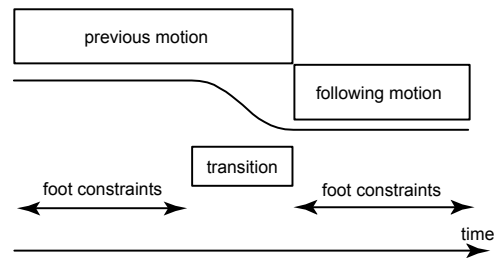 previous motion
following motion
transition
foot constraints
foot constraints
time